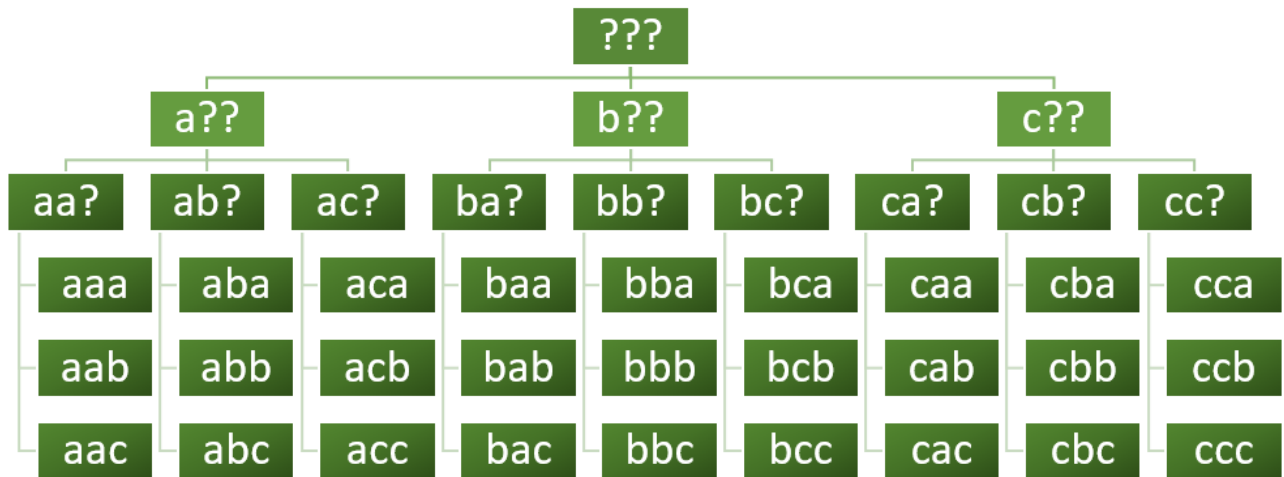 ???
a?? b?? c??
aa? ab? ac? ba? bb? bc? ca? cb? cc?
aaa aba aca baa bba bca caa cba cca
aab abb acb bab bbb bcb cab cbb ccb
aac abc acc bac bbc bcc cac cbc ccc